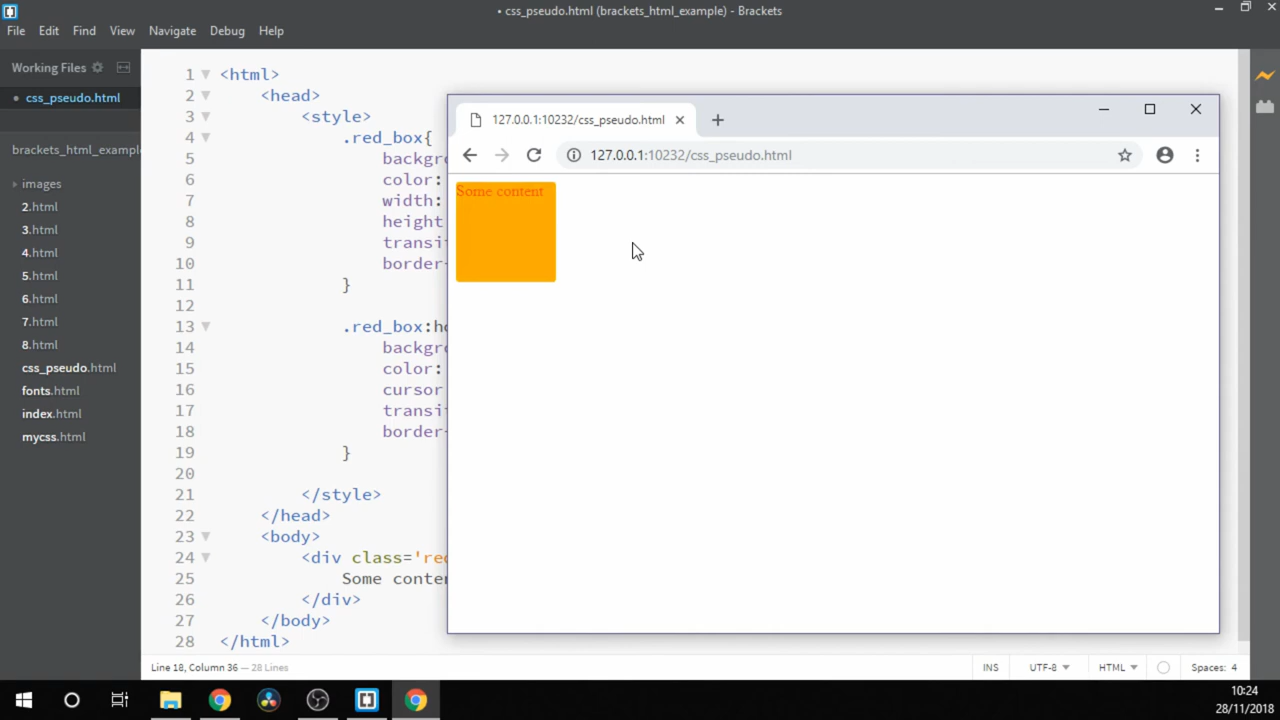 • css_pseudo.html (brackets_html_example) - Brackets
File Edit Find View Navigate Debug Help
Working Files
• css_pseudo.html
brackets_html_example
images
2.html
3.html
4.html
5.html
6.html
7.html
8.html
css_pseudo.html
fonts.html
index.html
mycss.html
1 <html>
2 <head>
3 <style>
4 .red_box{
5 backgr
6 color:
7 width:
8 height
9 transi
10 border-
11 }
12
13 .red_box:h
14 backgr
15 color:
16 cursor
17 transi
18 border-
19 }
20
21 </style>
22 </head>
23 <body>
24 <div class='re
25 Some conte
26 </div>
27 </body>
28 </html>
127.0.0.1:10232/css_pseudo.html
127.0.0.1:10232/css_pseudo.html
Some content
Line 18, Column 36 — 28 Lines
INS UTF-8 HTML Spaces: 4
10:24
28/11/2018